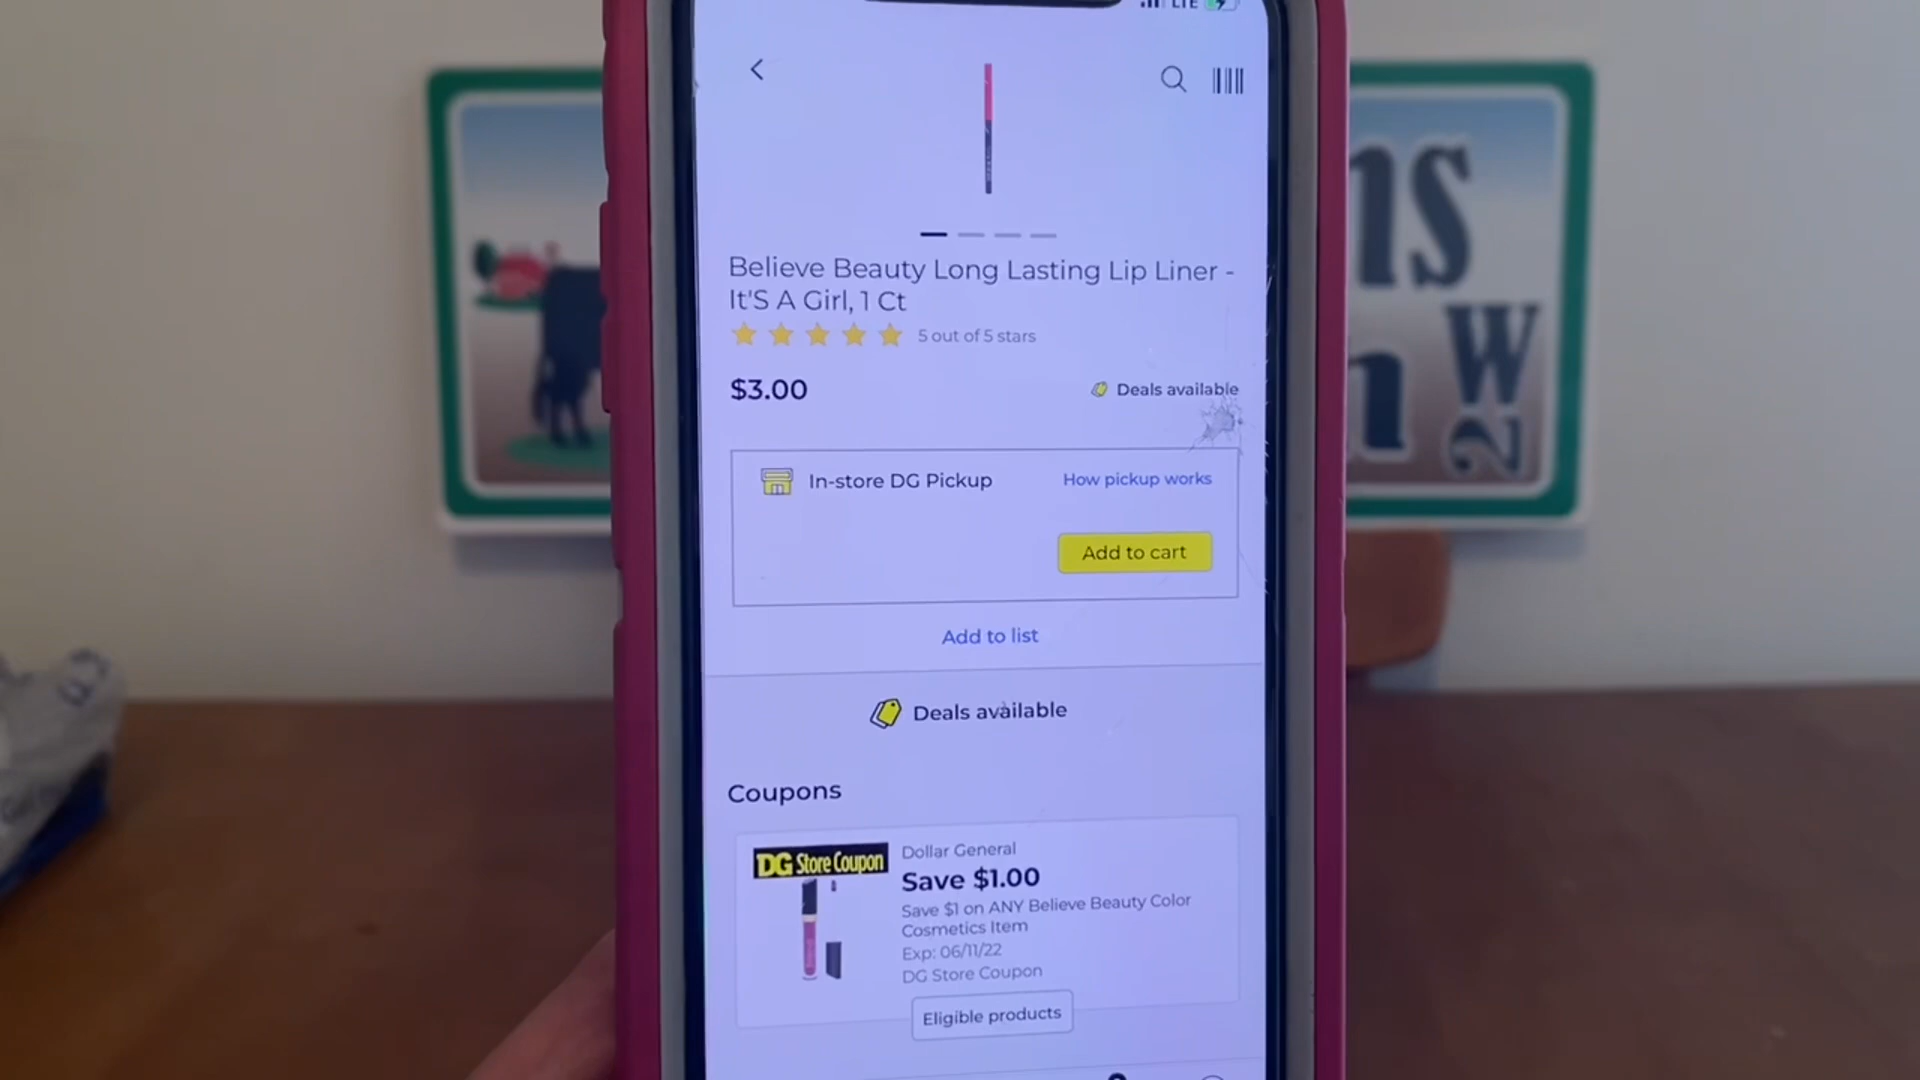 LTE
Believe Beauty Long Lasting Lip Liner -
It'S A Girl, 1 Ct
5 out of 5 stars
$3.00
Deals available
In-store DG Pickup
How pickup works
Add to cart
Add to list
Deals available
Coupons
DG Store Coupon
Dollar General
Save $1.00
Save $1 on ANY Believe Beauty Color
Cosmetics Item
Exp: 06/11/22
DG Store Coupon
Eligible products